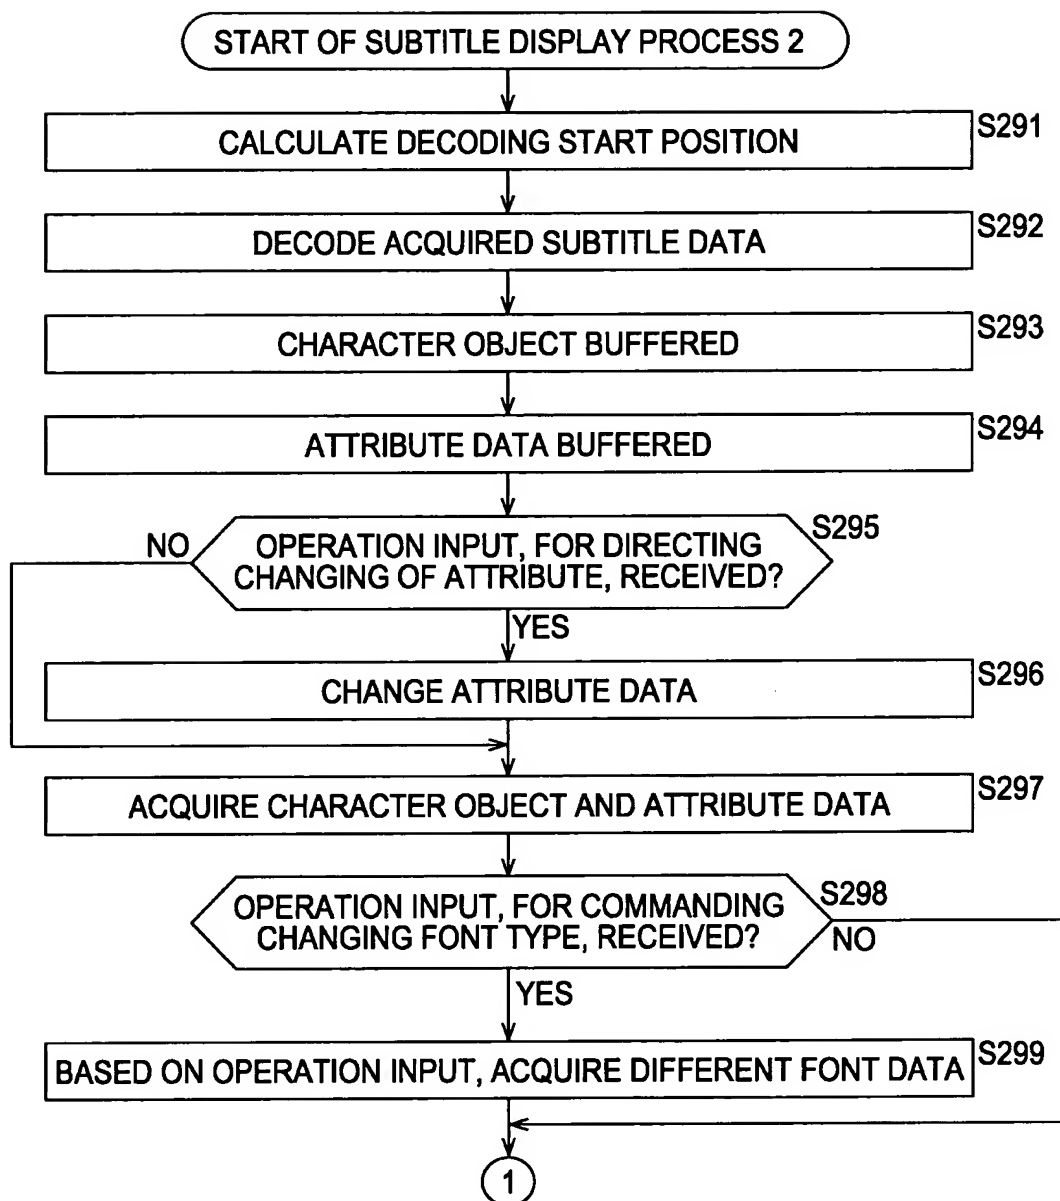 START OF SUBTITLE DISPLAY PROCESS 2
CALCULATE DECODING START POSITION
S291
DECODE ACQUIRED SUBTITLE DATA
S292
CHARACTER OBJECT BUFFERED
S293
ATTRIBUTE DATA BUFFERED
S294
OPERATION INPUT, FOR DIRECTING
CHANGING OF ATTRIBUTE, RECEIVED?
S295
NO
YES
CHANGE ATTRIBUTE DATA
S296
ACQUIRE CHARACTER OBJECT AND ATTRIBUTE DATA
S297
OPERATION INPUT, FOR COMMANDING
CHANGING FONT TYPE, RECEIVED?
S298
NO
YES
BASED ON OPERATION INPUT, ACQUIRE DIFFERENT FONT DATA
S299
1